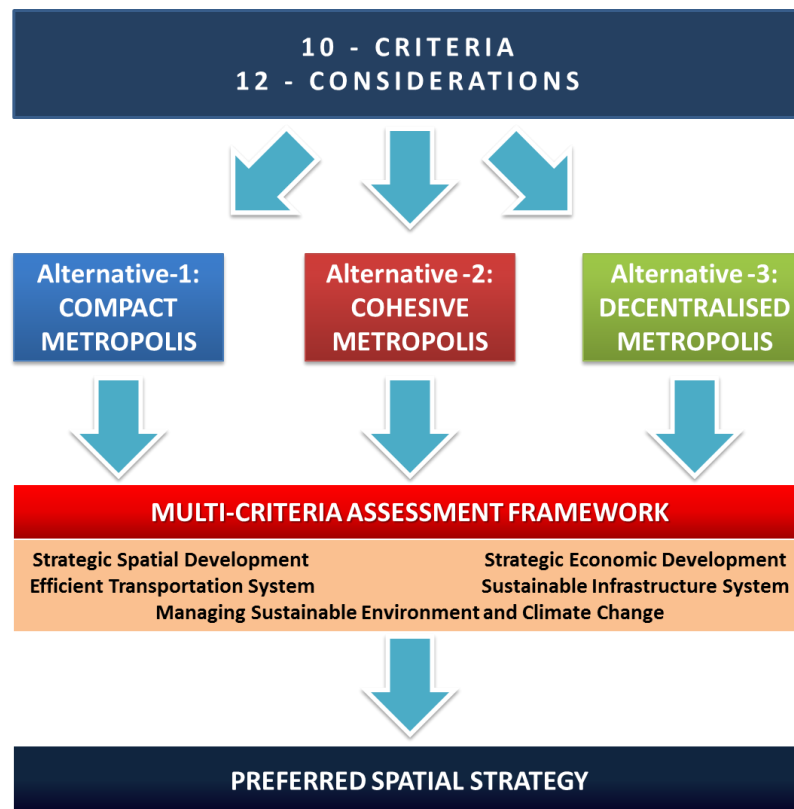 10 - CRITERIA
12 - CONSIDERATIONS
Alternative-1:
COMPACT
METROPOLIS
Alternative -2:
COHESIVE
METROPOLIS
Alternative -3:
DECENTRALISED
METROPOLIS
MULTI-CRITERIA ASSESSMENT FRAMEWORK
Strategic Spatial Development
Strategic Economic Development
Efficient Transportation System
Sustainable Infrastructure System
Managing Sustainable Environment and Climate Change
PREFERRED SPATIAL STRATEGY